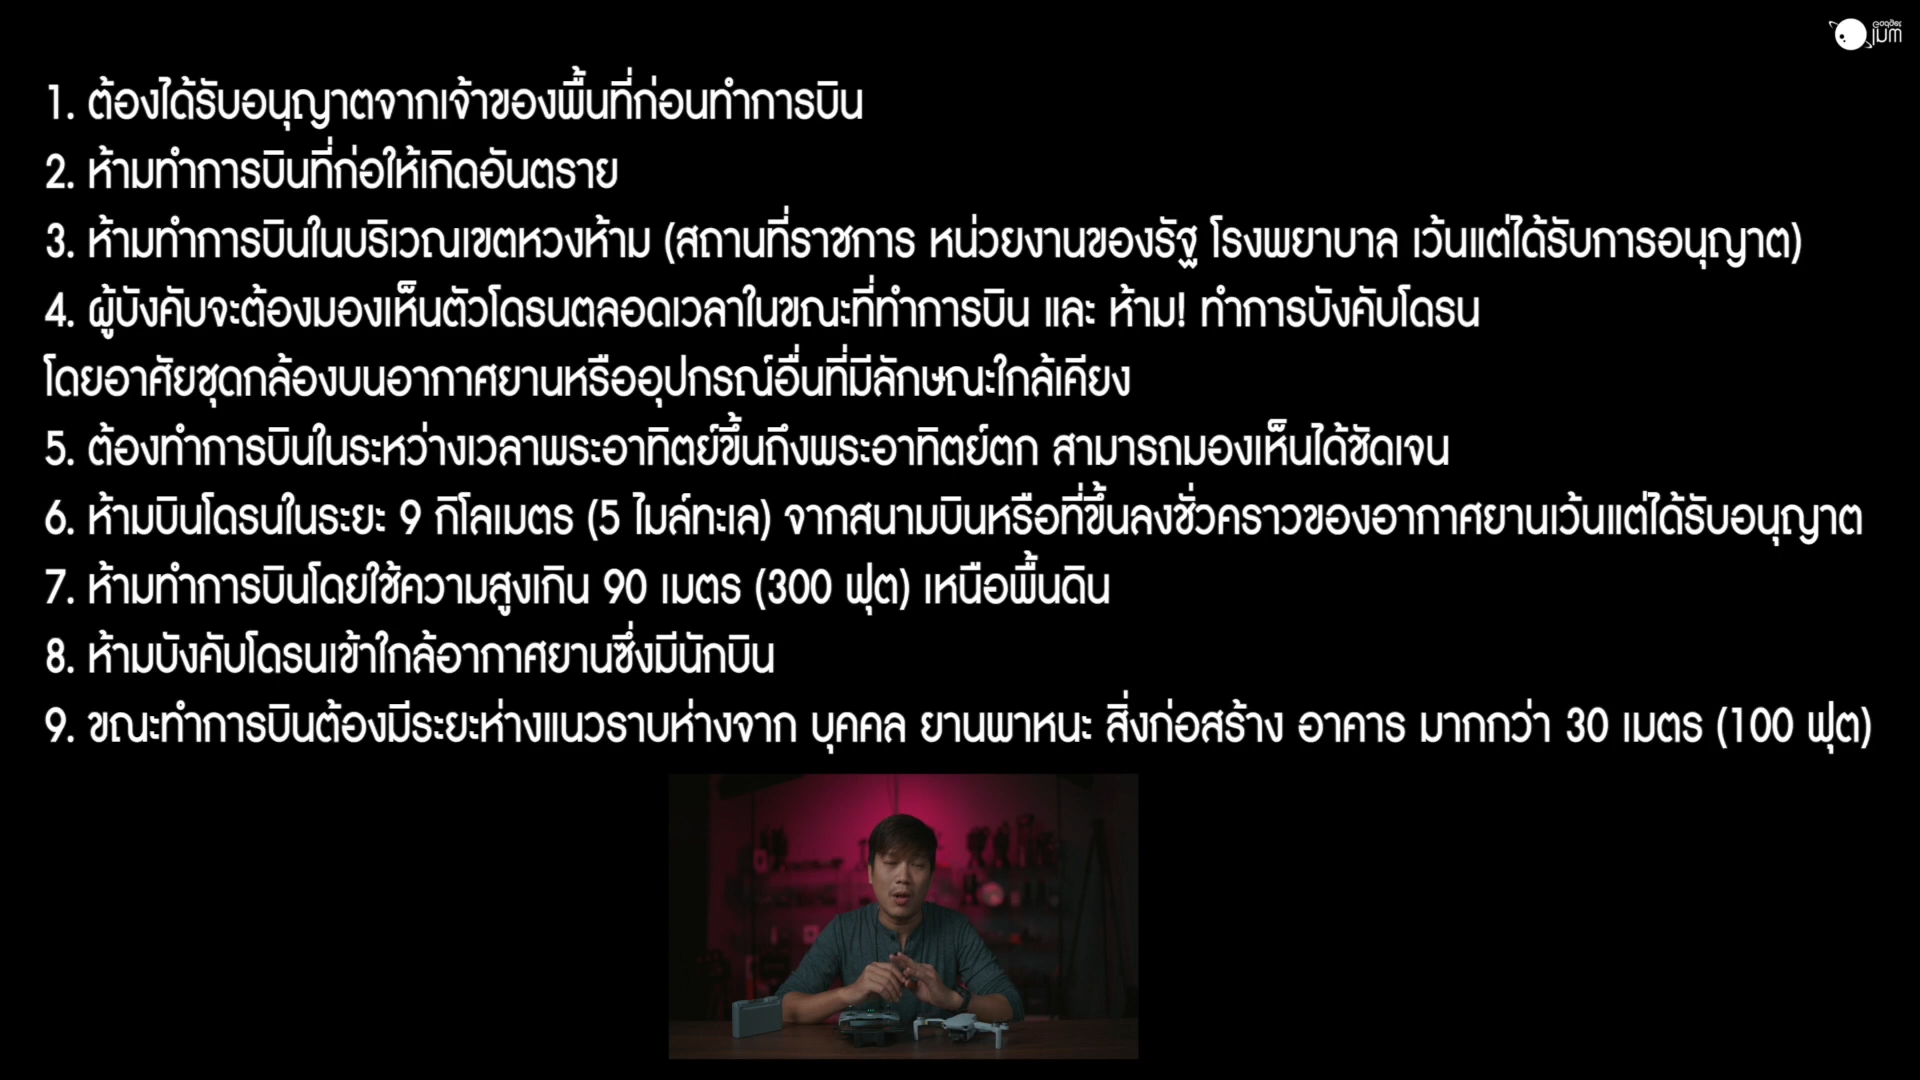 1. ต้องได้รับอนุญาตจากเจ้าของพื้นที่ก่อนทำการบิน
2. ห้ามทำการบินที่ก่อให้เกิดอันตราย
3. ห้ามทำการบินในบริเวณเขตหวงห้าม (สถานที่ราชการ หน่วยงานของรัฐ โรงพยาบาล เว้นแต่ได้รับการอนุญาต)
4. ผู้บังคับจะต้องมองเห็นตัวโดรนตลอดเวลาในขณะที่ทำการบิน และ ห้าม! ทำการบังคับโดรน
โดยอาศัยชุดกล้องบนอากาศยานหรืออุปกรณ์อื่นที่มีลักษณะใกล้เคียง
5. ต้องทำการบินในระหว่างเวลาพระอาทิตย์ขึ้นถึงพระอาทิตย์ตก สามารถมองเห็นได้ชัดเจน
6. ห้ามบินโดรนในระยะ 9 กิโลเมตร (5 ไมล์ทะเล) จากสนามบินหรือที่ขึ้นลงชั่วคราวของอากาศยานเว้นแต่ได้รับอนุญาต
7. ห้ามทำการบินโดยใช้ความสูงเกิน 90 เมตร (300 ฟุต) เหนือพื้นดิน
8. ห้ามบังคับโดรนเข้าใกล้อากาศยานซึ่งมีนักบิน
9. ขณะทำการบินต้องมีระยะห่างแนวราบห่างจาก บุคคล ยานพาหนะ สิ่งก่อสร้าง อาคาร มากกว่า 30 เมตร (100 ฟุต)